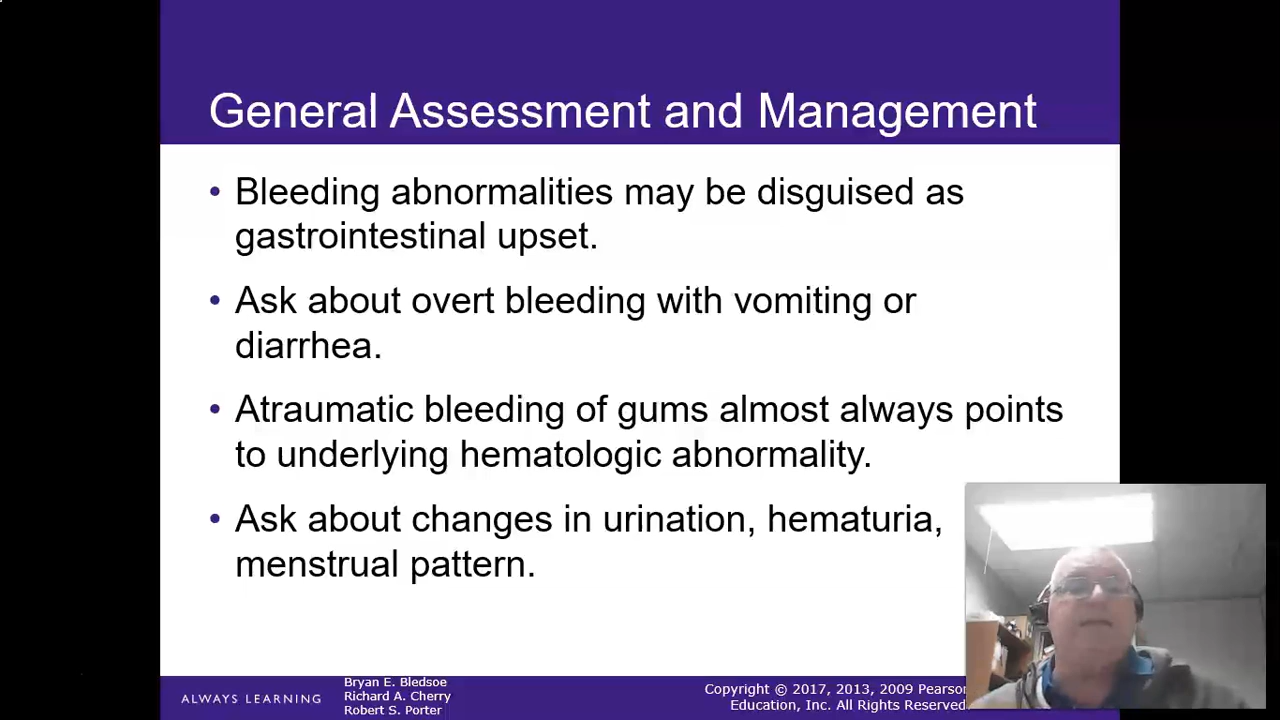 General Assessment and Management
• Bleeding abnormalities may be disguised as
gastrointestinal upset.
• Ask about overt bleeding with vomiting or
diarrhea.
• Atraumatic bleeding of gums almost always points
to underlying hematologic abnormality.
• Ask about changes in urination, hematuria,
menstrual pattern.
ALWAYS LEARNING
Bryan E. Bledsoe
Richard A. Cherry
Robert S. Porter
Copyright © 2017, 2013, 2009 Pearson
Education, Inc. All Rights Reserved